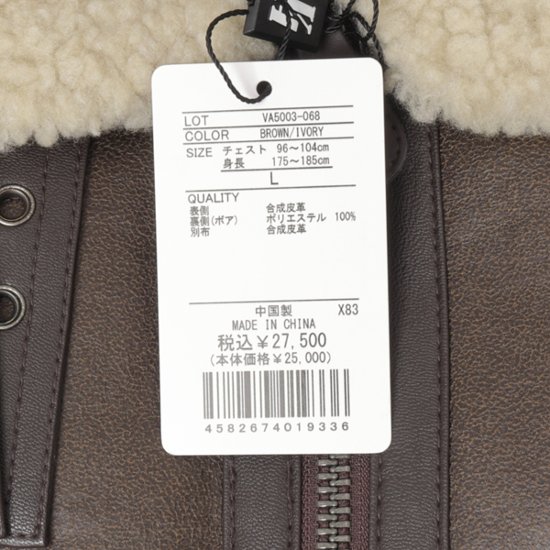 LOT VA5003-068
COLOR BROWN/IVORY
SIZE チェスト 96～104cm
身長 175～185cm
L
QUALITY
表側 合成皮革
裏側(ボア) ポリエステル 100%
別布 合成皮革
中国製 X83
MADE IN CHINA
税込￥27,500
(本体価格￥25,000)
4582674019336